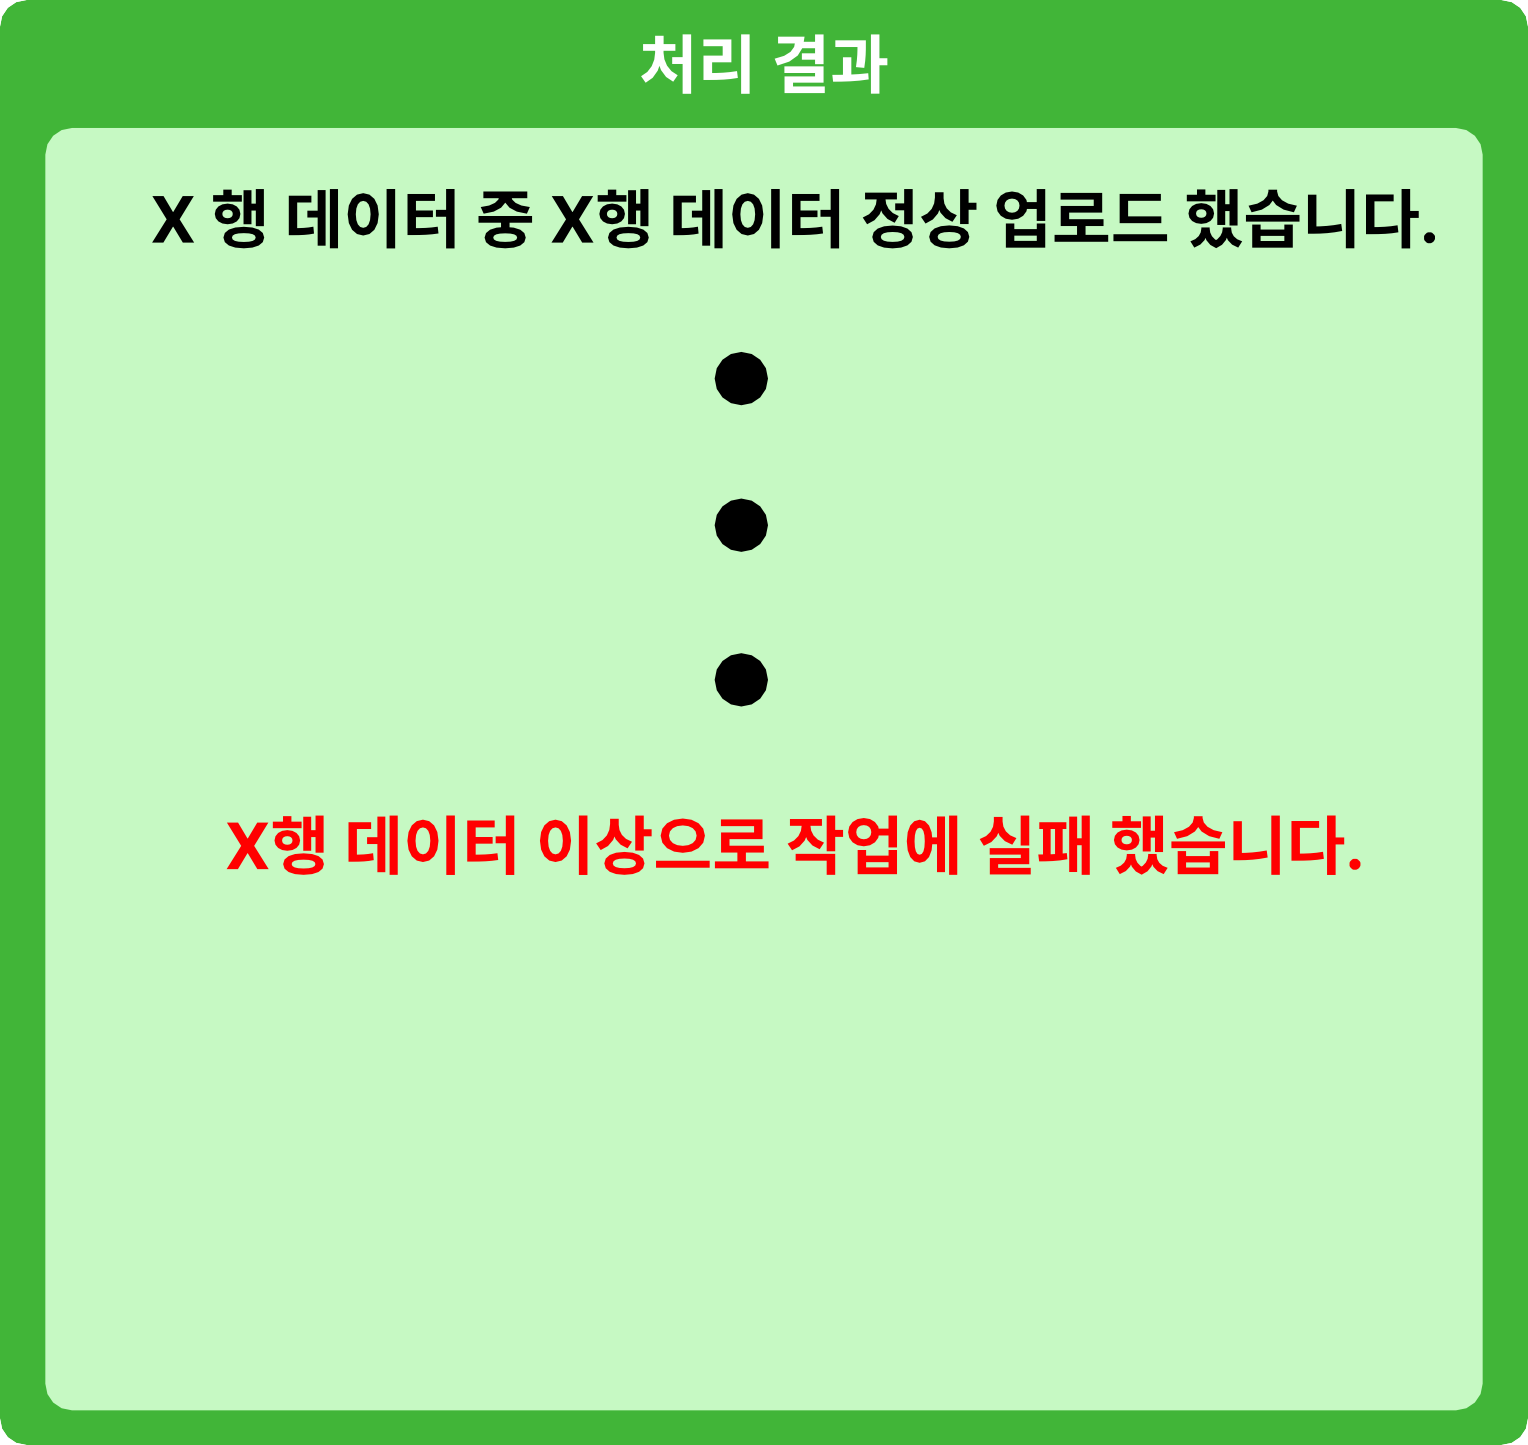 처리 결과
X 행 데이터 중 X행 데이터 정상 업로드 했습니다.
X행 데이터 이상으로 작업에 실패 했습니다.